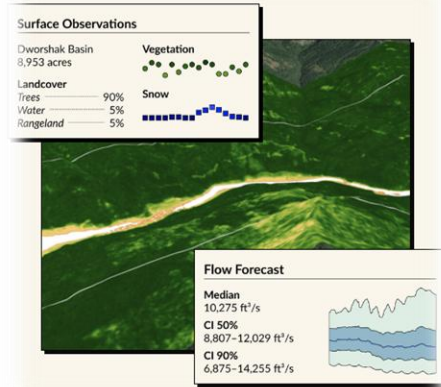 Surface Observations
Dworshak Basin
8,953 acres
Landcover
Trees 90%
Water 5%
Rangeland 5%
Vegetation
Snow
Flow Forecast
Median
10,275 ft³/s
CI 50%
8,807–12,029 ft³/s
CI 90%
6,875–14,255 ft³/s